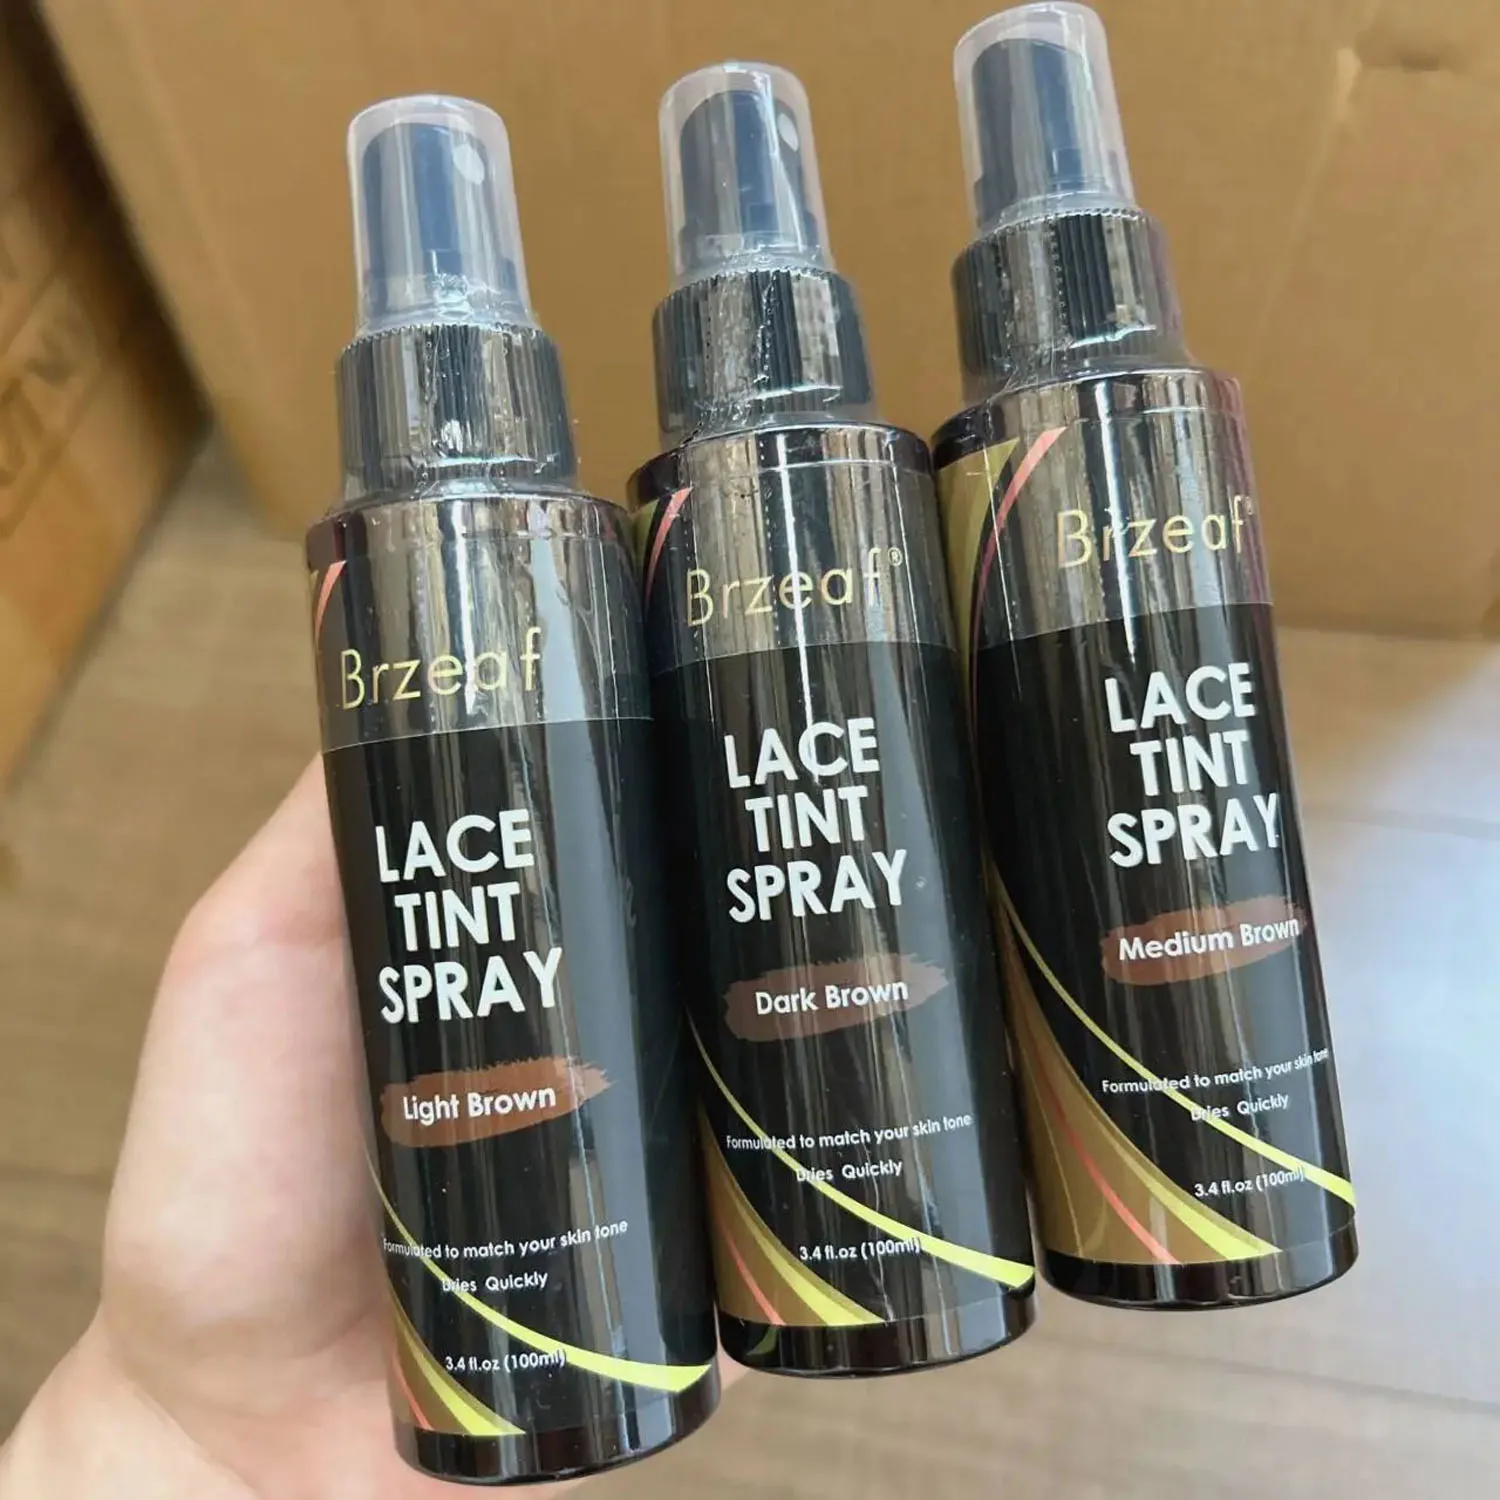 Brzeaf
LACE
TINT
SPRAY
Light Brown
Formulated to match your skin tone
Dries Quickly
3.4 fl.oz (100ml)
Brzeaf®
LACE
TINT
SPRAY
Dark Brown
Formulated to match your skin tone
Dries Quickly
3.4 fl.oz (100ml)
Brzeaf®
LACE
TINT
SPRAY
Medium Brown
Formulated to match your skin tone
Dries Quickly
3.4 fl.oz (100ml)